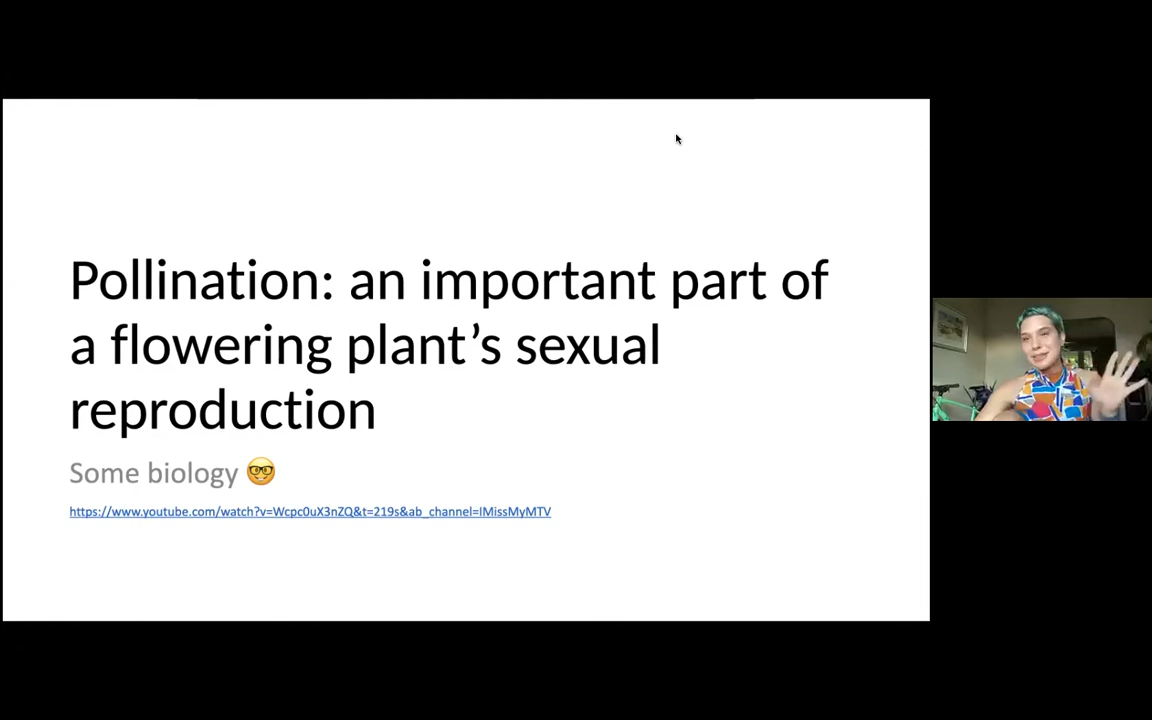 Pollination: an important part of
a flowering plant’s sexual
reproduction
Some biology 🤓
https://www.youtube.com/watch?v=Wcpc0uX3nZQ&t=219s&ab_channel=IMissMyMTV